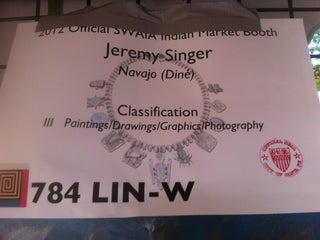 2012 Official SWAIA Indian Market Booth
Jeremy Singer
Navajo (Diné)
Classification
III Paintings/Drawings/Graphics/Photography
784 LIN-W